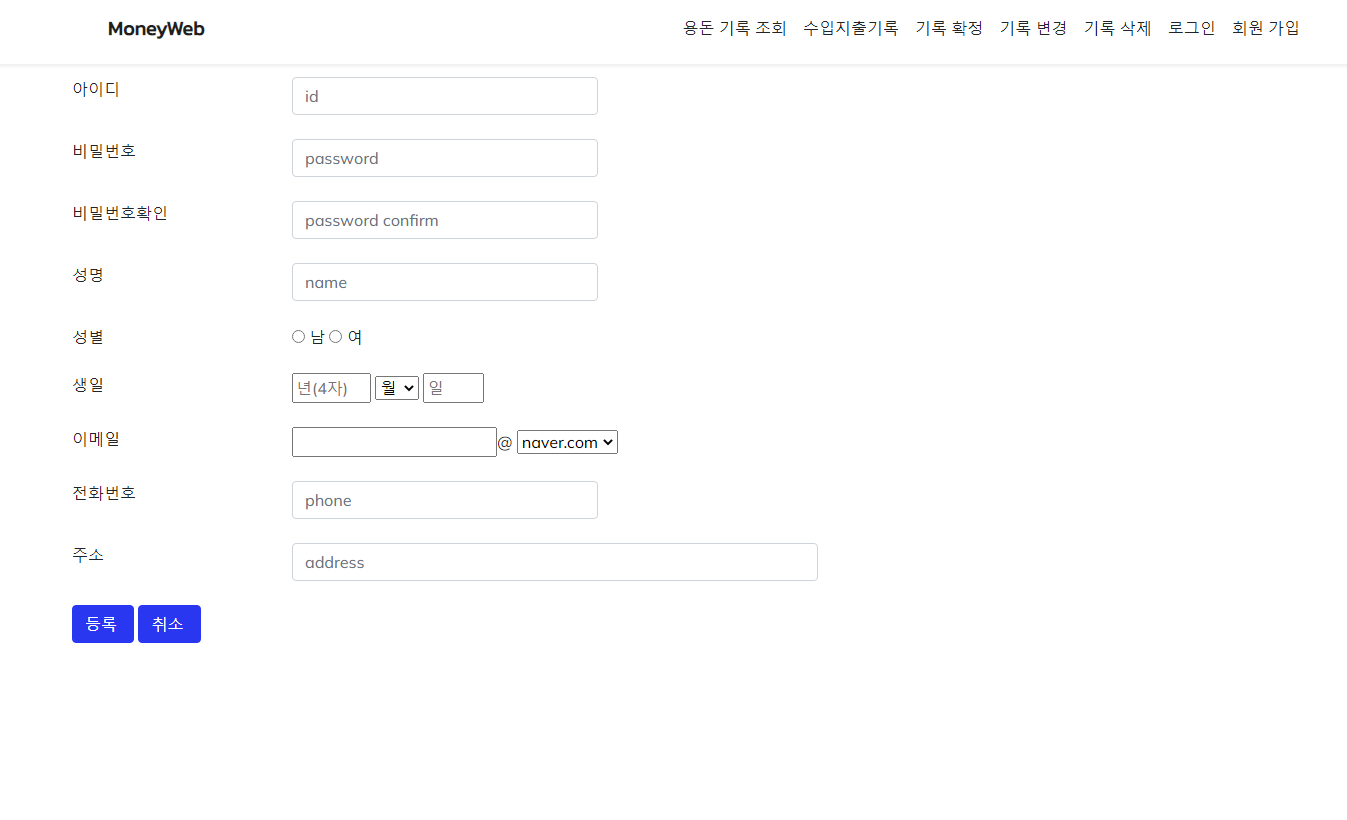 MoneyWeb 용돈 기록 조회 수입지출기록 기록 확정 기록 변경 기록 삭제 로그인 회원 가입
아이디 id
비밀번호 password
비밀번호확인 password confirm
성명 name
성별 남 여
생일 년(4자) 월 일
이메일 @ naver.com
전화번호 phone
주소 address
등록 취소